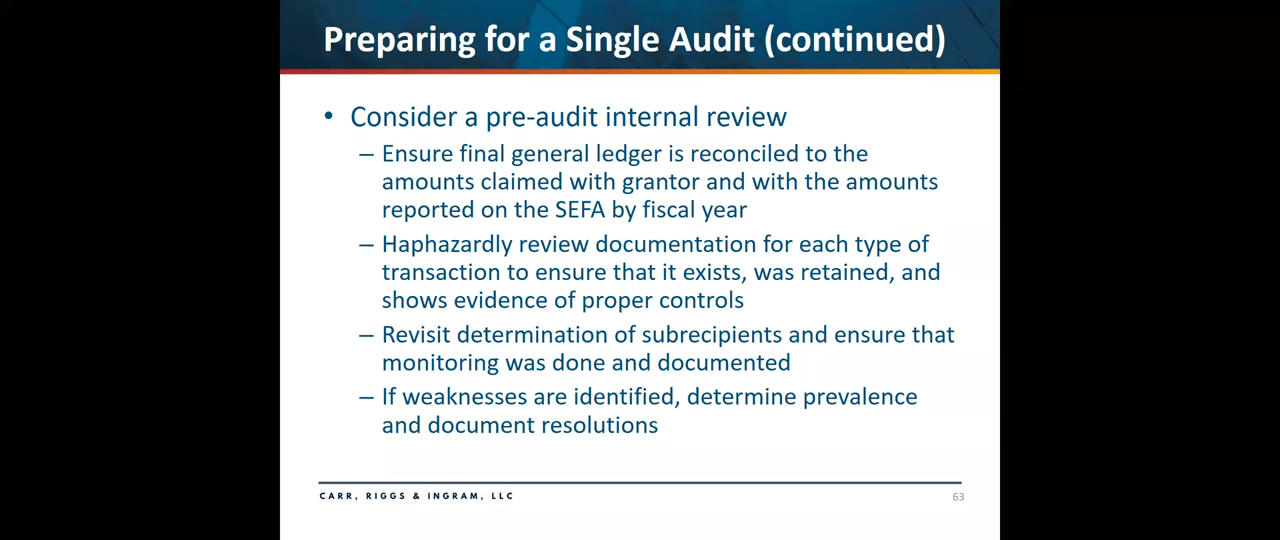 Preparing for a Single Audit (continued)
• Consider a pre-audit internal review
– Ensure final general ledger is reconciled to the
amounts claimed with grantor and with the amounts
reported on the SEFA by fiscal year
– Haphazardly review documentation for each type of
transaction to ensure that it exists, was retained, and
shows evidence of proper controls
– Revisit determination of subrecipients and ensure that
monitoring was done and documented
– If weaknesses are identified, determine prevalence
and document resolutions
CARR, RIGGS & INGRAM, LLC
63